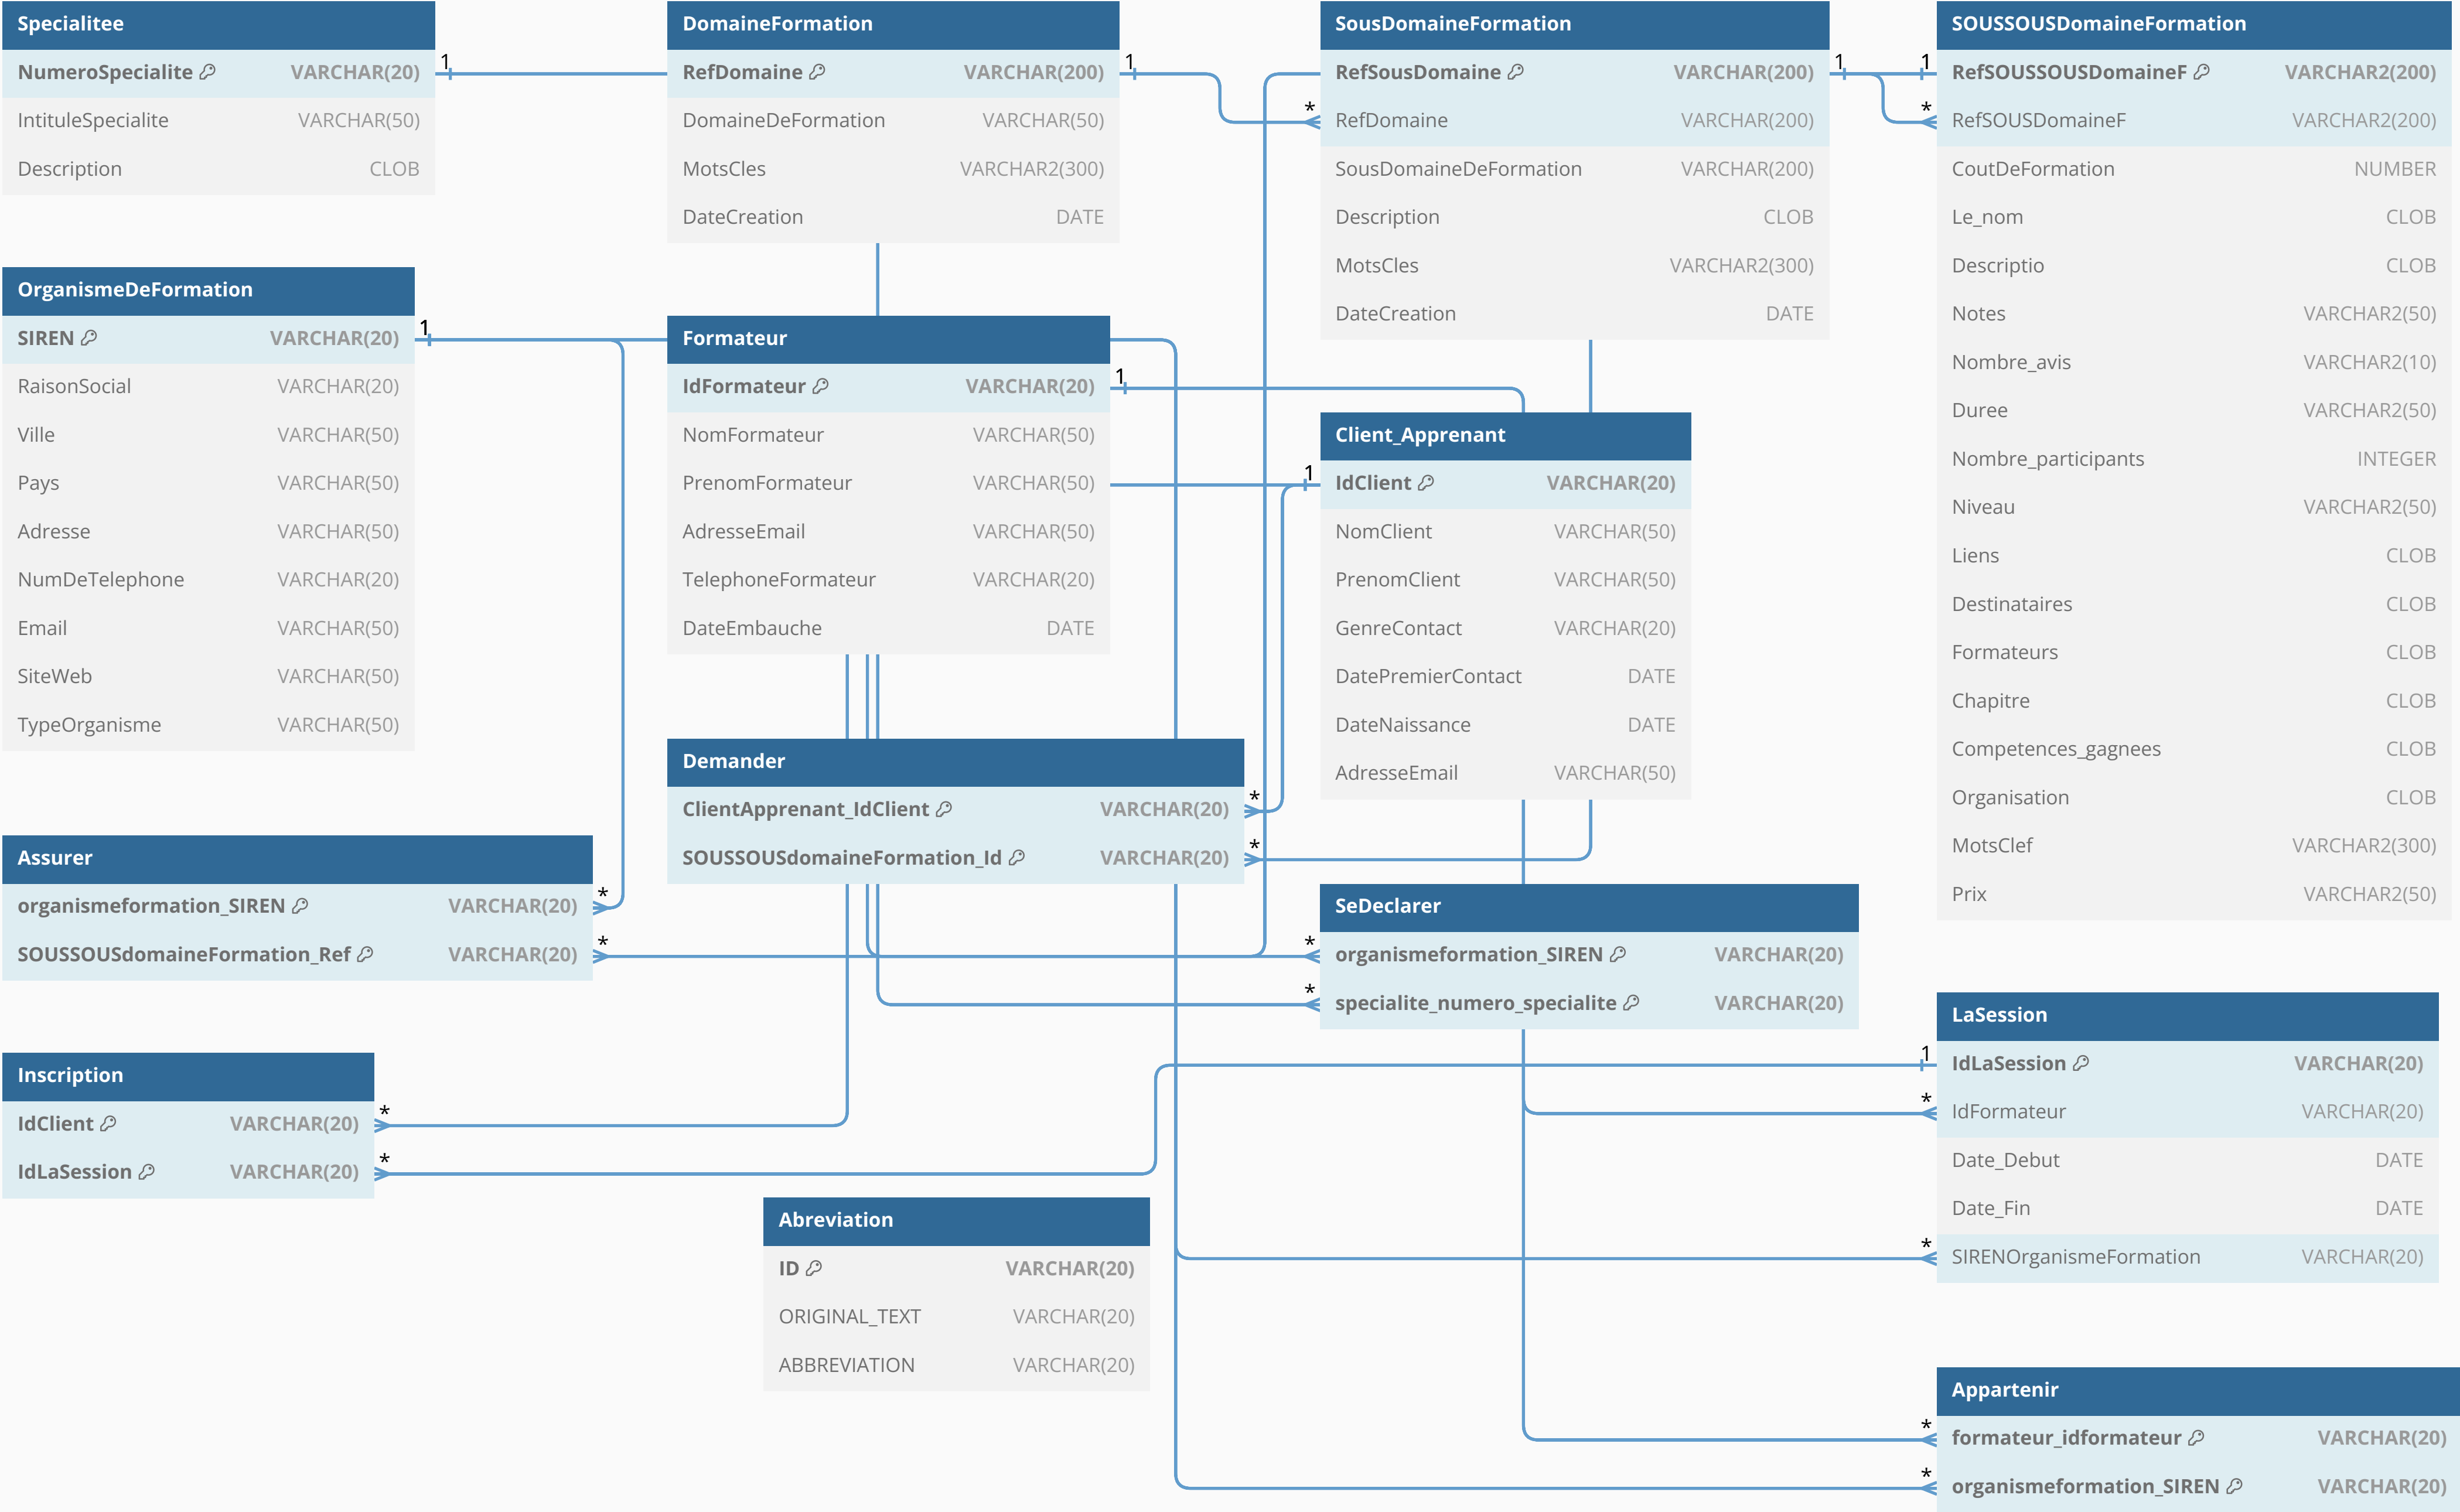 Specialitee
NumeroSpecialite VARCHAR(20)
IntituleSpecialite VARCHAR(50)
Description CLOB
1
DomaineFormation
RefDomaine VARCHAR(200)
DomaineDeFormation VARCHAR(50)
MotsCles VARCHAR2(300)
DateCreation DATE
1
*
SousDomaineFormation
RefSousDomaine VARCHAR(200)
RefDomaine VARCHAR(200)
SousDomaineDeFormation VARCHAR(200)
Description CLOB
MotsCles VARCHAR2(300)
DateCreation DATE
1
1
*
SOUSSOUSDomaineFormation
RefSOUSSOUSDomaineF VARCHAR2(200)
RefSOUSDomaineF VARCHAR2(200)
CoutDeFormation NUMBER
Le_nom CLOB
Descriptio CLOB
Notes VARCHAR2(50)
Nombre_avis VARCHAR2(10)
Duree VARCHAR2(50)
Nombre_participants INTEGER
Niveau VARCHAR2(50)
Liens CLOB
Destinataires CLOB
Formateurs CLOB
Chapitre CLOB
Competences_gagnees CLOB
Organisation CLOB
MotsClef VARCHAR2(300)
Prix VARCHAR2(50)
OrganismeDeFormation
SIREN VARCHAR(20)
RaisonSocial VARCHAR(20)
Ville VARCHAR(50)
Pays VARCHAR(50)
Adresse VARCHAR(50)
NumDeTelephone VARCHAR(20)
Email VARCHAR(50)
SiteWeb VARCHAR(50)
TypeOrganisme VARCHAR(50)
1
Formateur
IdFormateur VARCHAR(20)
NomFormateur VARCHAR(50)
PrenomFormateur VARCHAR(50)
AdresseEmail VARCHAR(50)
TelephoneFormateur VARCHAR(20)
DateEmbauche DATE
1
1
Client_Apprenant
IdClient VARCHAR(20)
NomClient VARCHAR(50)
PrenomClient VARCHAR(50)
GenreContact VARCHAR(20)
DatePremierContact DATE
DateNaissance DATE
AdresseEmail VARCHAR(50)
Demander
ClientApprenant_IdClient VARCHAR(20)
SOUSSOUSdomaineFormation_Id VARCHAR(20)
*
*
Assurer
organismeformation_SIREN VARCHAR(20)
SOUSSOUSdomaineFormation_Ref VARCHAR(20)
*
*
*
*
SeDeclarer
organismeformation_SIREN VARCHAR(20)
specialite_numero_specialite VARCHAR(20)
Inscription
IdClient VARCHAR(20)
IdLaSession VARCHAR(20)
*
*
1
*
*
LaSession
IdLaSession VARCHAR(20)
IdFormateur VARCHAR(20)
Date_Debut DATE
Date_Fin DATE
SIRENOrganismeFormation VARCHAR(20)
Abreviation
ID VARCHAR(20)
ORIGINAL_TEXT VARCHAR(20)
ABBREVIATION VARCHAR(20)
*
*
Appartenir
formateur_idformateur VARCHAR(20)
organismeformation_SIREN VARCHAR(20)